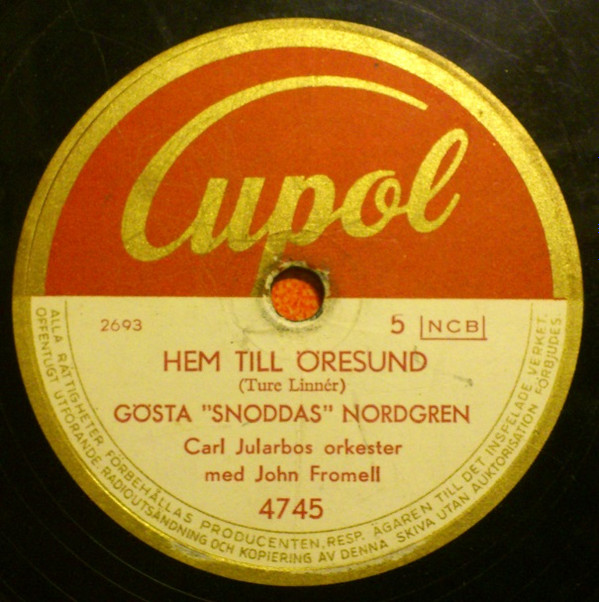 Cupol
2693 5 NCB
HEM TILL ÖRESUND
(Ture Linnér)
GÖSTA "SNODDAS" NORDGREN
Carl Jularbos orkester
med John Fromell
4745
ALLA RÄTTIGHETER FÖRBEHÅLLAS PRODUCENTEN, RESP. ÄGAREN TILL DET INSPELADE VERKET.
OFFENTLIGT UTFÖRANDE RADIOUTSÄNDNING OCH KOPIERING AV DENNA SKIVA UTAN AUKTORISATION FÖRBJUDES.